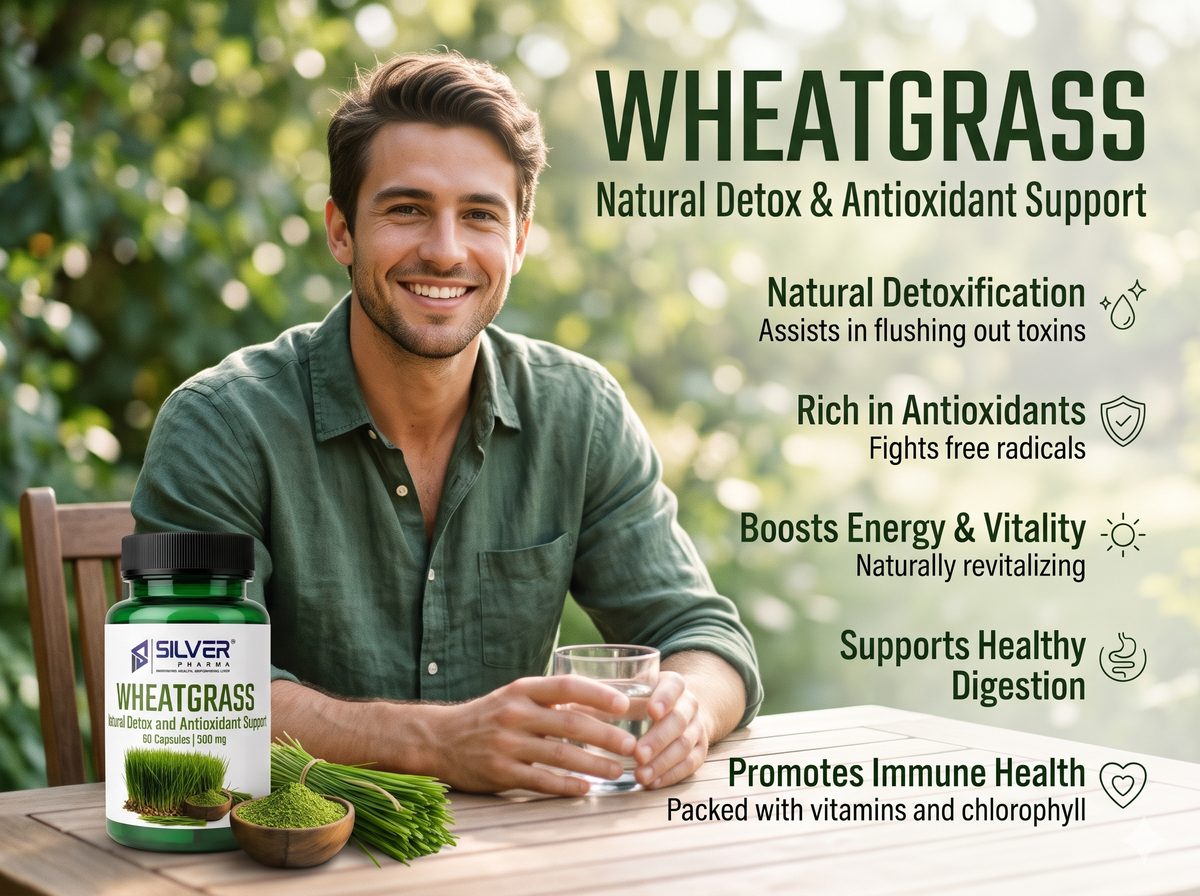 WHEATGRASS
Natural Detox & Antioxidant Support
Natural Detoxification
Assists in flushing out toxins
Rich in Antioxidants
Fights free radicals
Boosts Energy & Vitality
Naturally revitalizing
Supports Healthy
Digestion
Promotes Immune Health
Packed with vitamins and chlorophyll
SILVER
PHARMA
WHEATGRASS
Natural Detox and Antioxidant Support
60 Capsules | 500 mg